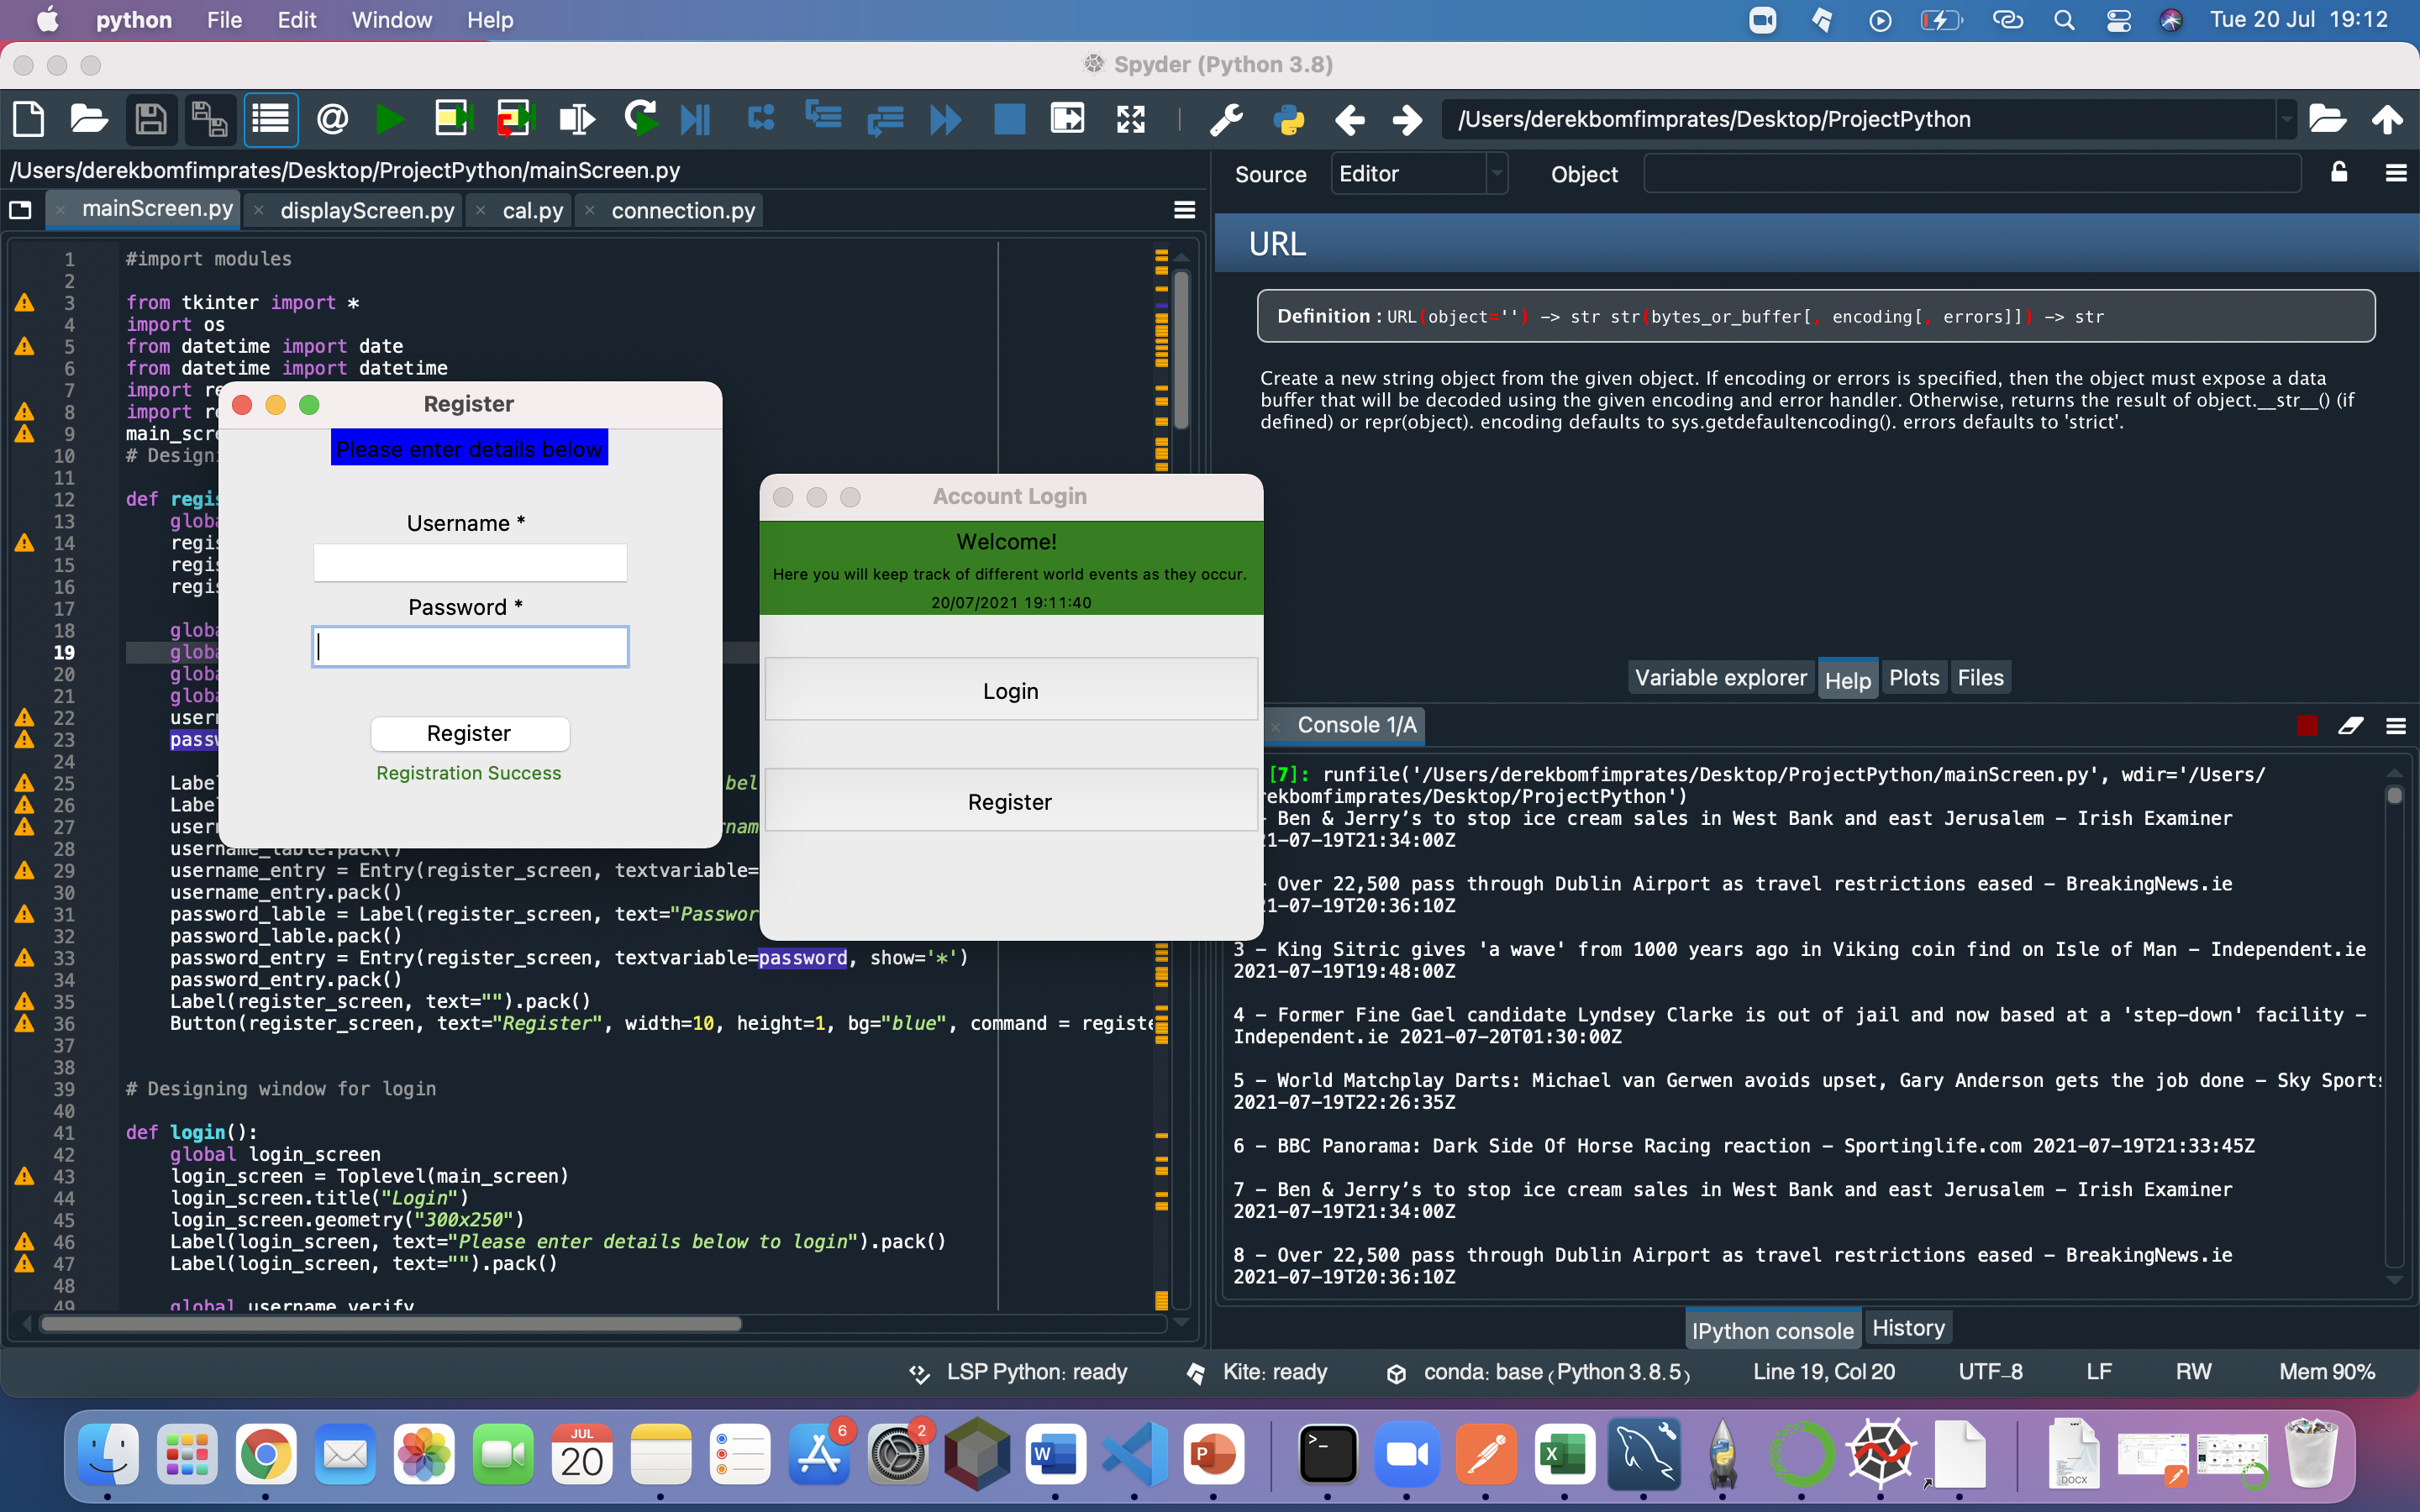 python File Edit Window Help
Tue 20 Jul 19:12
Spyder (Python 3.8)
/Users/derekbomfimprates/Desktop/ProjectPython
/Users/derekbomfimprates/Desktop/ProjectPython/mainScreen.py
mainScreen.py displayScreen.py cal.py connection.py
1 #import modules
2
3 from tkinter import *
4 import os
5 from datetime import date
6 from datetime import datetime
7 import re
8 import re
9 main_scre
10 # Designi
11
12 def regis
13 globa
14 regis
15 regis
16 regis
17
18 globa
19 globa
20 globa
21 globa
22 usern
23 passw
24
25 Labe bel
26 Labe
27 usern rnam
28 username_lable.pack()
29 username_entry = Entry(register_screen, textvariable=
30 username_entry.pack()
31 password_lable = Label(register_screen, text="Passwor
32 password_lable.pack()
33 password_entry = Entry(register_screen, textvariable=password, show='*')
34 password_entry.pack()
35 Label(register_screen, text="").pack()
36 Button(register_screen, text="Register", width=10, height=1, bg="blue", command = registe
37
38
39 # Designing window for login
40
41 def login():
42 global login_screen
43 login_screen = Toplevel(main_screen)
44 login_screen.title("Login")
45 login_screen.geometry("300x250")
46 Label(login_screen, text="Please enter details below to login").pack()
47 Label(login_screen, text="").pack()
48
49 global username_verify
Register
Please enter details below
Username *
Password *
Register
Registration Success
Account Login
Welcome!
Here you will keep track of different world events as they occur.
20/07/2021 19:11:40
Login
Register
Source Editor Object
URL
Definition : URL(object='') -> str str(bytes_or_buffer[, encoding[, errors]]) -> str
Create a new string object from the given object. If encoding or errors is specified, then the object must expose a data
buffer that will be decoded using the given encoding and error handler. Otherwise, returns the result of object.__str__() (if
defined) or repr(object). encoding defaults to sys.getdefaultencoding(). errors defaults to 'strict'.
Variable explorer Help Plots Files
Console 1/A
[7]: runfile('/Users/derekbomfimprates/Desktop/ProjectPython/mainScreen.py', wdir='/Users/
rekbomfimprates/Desktop/ProjectPython')
- Ben & Jerry’s to stop ice cream sales in West Bank and east Jerusalem - Irish Examiner
21-07-19T21:34:00Z
- Over 22,500 pass through Dublin Airport as travel restrictions eased - BreakingNews.ie
21-07-19T20:36:10Z
3 - King Sitric gives 'a wave' from 1000 years ago in Viking coin find on Isle of Man - Independent.ie
2021-07-19T19:48:00Z
4 - Former Fine Gael candidate Lyndsey Clarke is out of jail and now based at a 'step-down' facility -
Independent.ie 2021-07-20T01:30:00Z
5 - World Matchplay Darts: Michael van Gerwen avoids upset, Gary Anderson gets the job done - Sky Sports
2021-07-19T22:26:35Z
6 - BBC Panorama: Dark Side Of Horse Racing reaction - Sportinglife.com 2021-07-19T21:33:45Z
7 - Ben & Jerry’s to stop ice cream sales in West Bank and east Jerusalem - Irish Examiner
2021-07-19T21:34:00Z
8 - Over 22,500 pass through Dublin Airport as travel restrictions eased - BreakingNews.ie
2021-07-19T20:36:10Z
IPython console History
LSP Python: ready Kite: ready conda: base (Python 3.8.5) Line 19, Col 20 UTF-8 LF RW Mem 90%
JUL
20
6
2
W
P
>_
X
DOCX